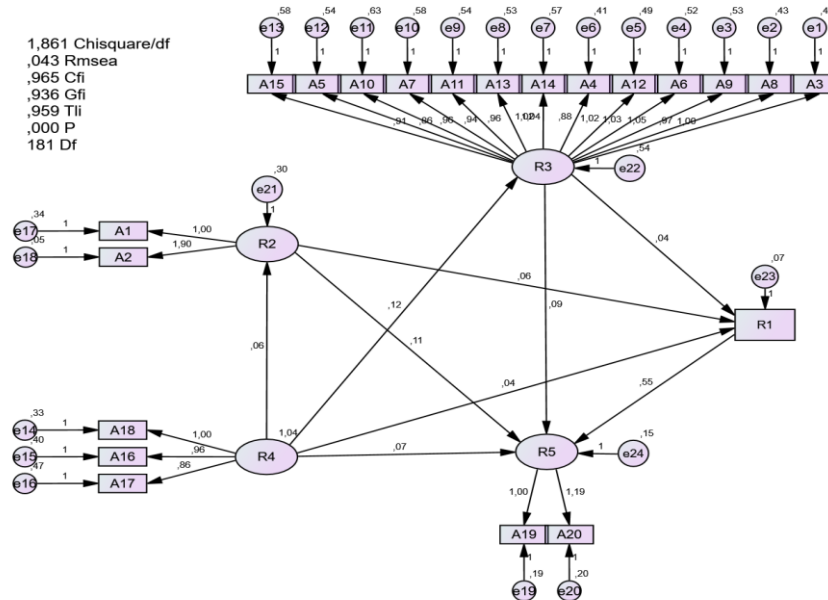 ,58 ,54 ,63 ,58 ,54 ,58 ,57 ,41 ,49 ,52 ,53 ,43
e13 e12 e11 e10 e9 e8 e7 e6 e5 e4 e3 e2 e1
1 1 1 1 1 1 1 1 1 1 1 1 1
A15 A5 A10 A7 A11 A13 A14 A4 A12 A6 A9 A8 A3
1,861 Chisquare/df
,043 Rmsea
,965 Cfi
,936 Gfi
,959 Tli
,000 P
181 Df
,91 ,86 ,96 ,94 ,96 ,88 1,02 1,03 1,05 ,97
R3
1
,54
e22
,30
e21
1
,34
e17
1
A1
1,00
R2
,05
e18
1
A2
1,90
,04
,06
,07
e23
1
R1
,12
,09
,11
,06
,04
,55
,33
e14
1
A18
1,00
,40
e15
1
A16
,96
R4
1,04
,07
R5
1
,15
e24
,47
e16
1
A17
,86
1,00
1,19
A19 A20
1 1
,19 ,20
e19 e20